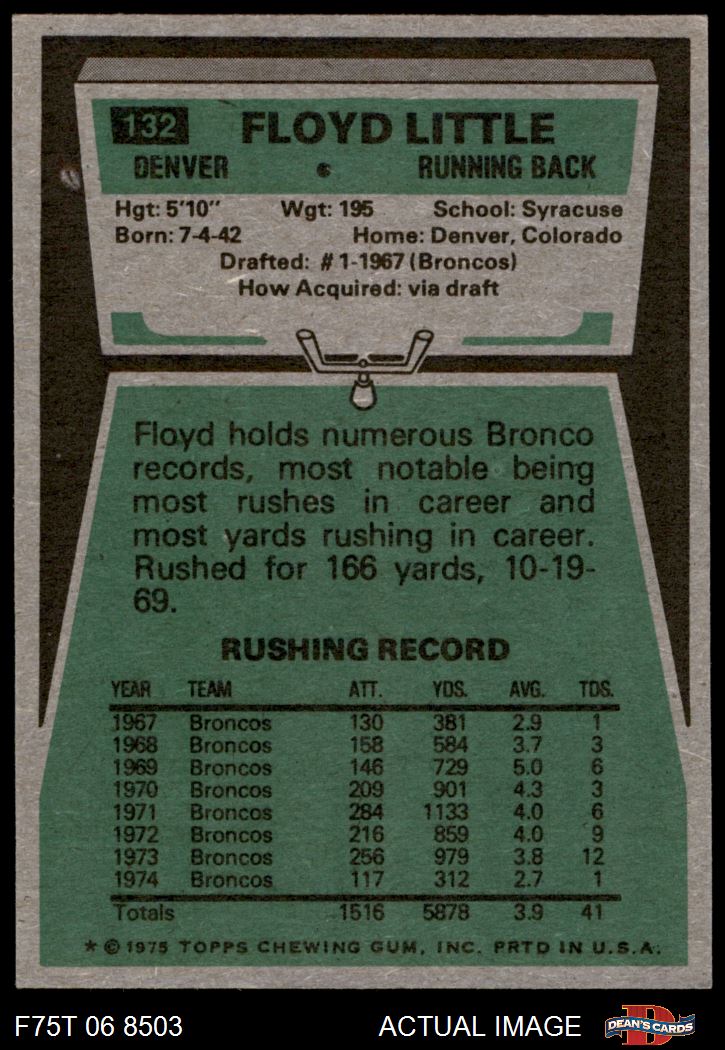 132 FLOYD LITTLE
DENVER • RUNNING BACK
Hgt: 5'10" Wgt: 195 School: Syracuse
Born: 7-4-42 Home: Denver, Colorado
Drafted: #1-1967 (Broncos)
How Acquired: via draft
Floyd holds numerous Bronco
records, most notable being
most rushes in career and
most yards rushing in career.
Rushed for 166 yards, 10-19-
69.
RUSHING RECORD
YEAR TEAM ATT. YDS. AVG. TDS.
1967 Broncos 130 381 2.9 1
1968 Broncos 158 584 3.7 3
1969 Broncos 146 729 5.0 6
1970 Broncos 209 901 4.3 3
1971 Broncos 284 1133 4.0 6
1972 Broncos 216 859 4.0 9
1973 Broncos 256 979 3.8 12
1974 Broncos 117 312 2.7 1
Totals 1516 5878 3.9 41
* © 1975 TOPPS CHEWING GUM, INC. PRTD IN U.S.A.
F75T 06 8503 ACTUAL IMAGE D DEAN'S CARDS